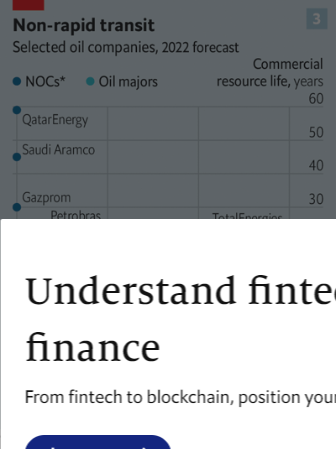 3
Non-rapid transit
Selected oil companies, 2022 forecast
Commercial
● NOCs* ● Oil majors resource life, years
60
QatarEnergy
50
Saudi Aramco
40
Gazprom
30
Petrobras TotalEnergies
Understand finte
finance
From fintech to blockchain, position your